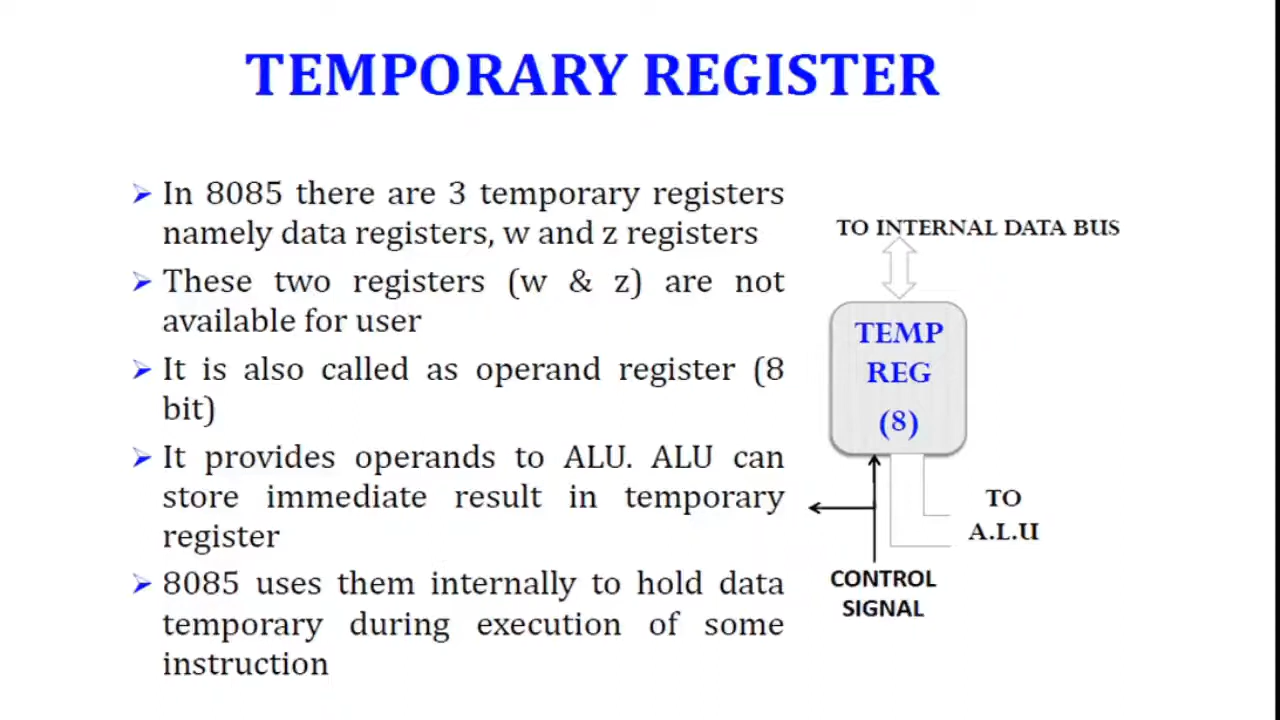 TEMPORARY REGISTER
In 8085 there are 3 temporary registers
namely data registers, w and z registers
These two registers (w & z) are not
available for user
It is also called as operand register (8
bit)
It provides operands to ALU. ALU can
store immediate result in temporary
register
8085 uses them internally to hold data
temporary during execution of some
instruction
TO INTERNAL DATA BUS
TEMP
REG
(8)
TO
A.L.U
CONTROL
SIGNAL